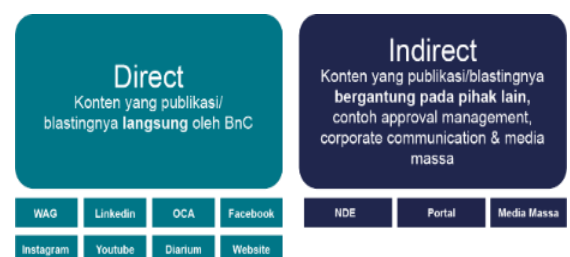 Direct
Konten yang publikasi/
blastingnya langsung oleh BnC
WAG
Linkedin
OCA
Facebook
Instagram
Youtube
Diarium
Website
Indirect
Konten yang publikasi/blastingnya
bergantung pada pihak lain,
contoh approval management,
corporate communication & media
massa
NDE
Portal
Media Massa